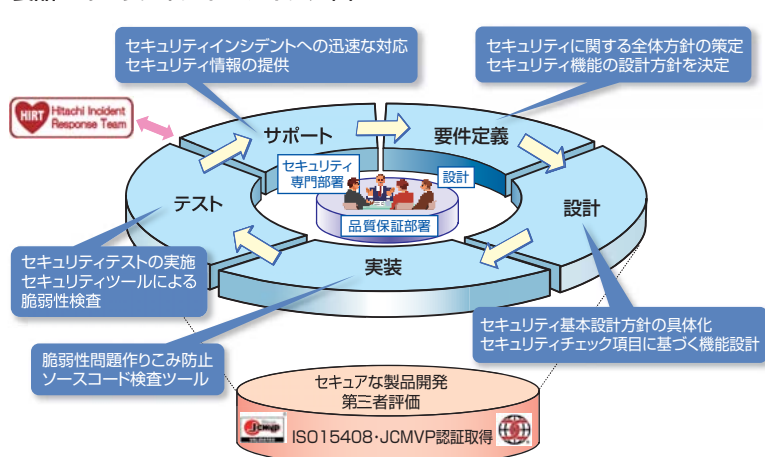 セキュリティインシデントへの迅速な対応
セキュリティ情報の提供
セキュリティに関する全体方針の策定
セキュリティ機能の設計方針を決定
HIRT
Hitachi Incident
Response Team
サポート
要件定義
セキュリティ
専門部署
設計
品質保証部署
テスト
設計
実装
セキュリティテストの実施
セキュリティツールによる
脆弱性検査
セキュリティ基本設計方針の具体化
セキュリティチェック項目に基づく機能設計
脆弱性問題作りこみ防止
ソースコード検査ツール
セキュアな製品開発
第三者評価
JCMVP
ISO15408・JCMVP認証取得